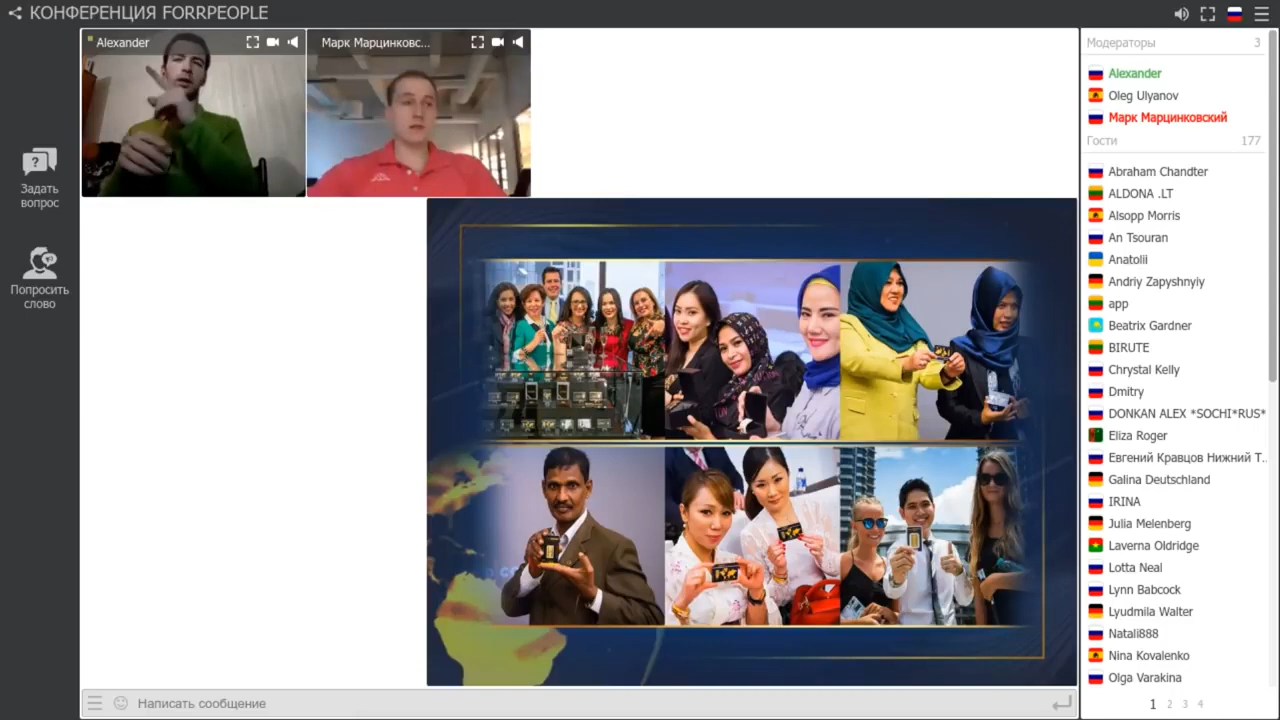 КОНФЕРЕНЦИЯ FORRPEOPLE
Alexander
Марк Марцинковс...
Задать
вопрос
Попросить
слово
Написать сообщение
Модераторы 3
Alexander
Oleg Ulyanov
Марк Марцинковский
Гости 177
Abraham Chandter
ALDONA .LT
Alsopp Morris
An Tsouran
Anatolii
Andriy Zapyshnyiy
app
Beatrix Gardner
BIRUTE
Chrystal Kelly
Dmitry
DONKAN ALEX *SOCHI*RUS*
Eliza Roger
Евгений Кравцов Нижний Т..
Galina Deutschland
IRINA
Julia Melenberg
Laverna Oldridge
Lotta Neal
Lynn Babcock
Lyudmila Walter
Natali888
Nina Kovalenko
Olga Varakina
1 2 3 4